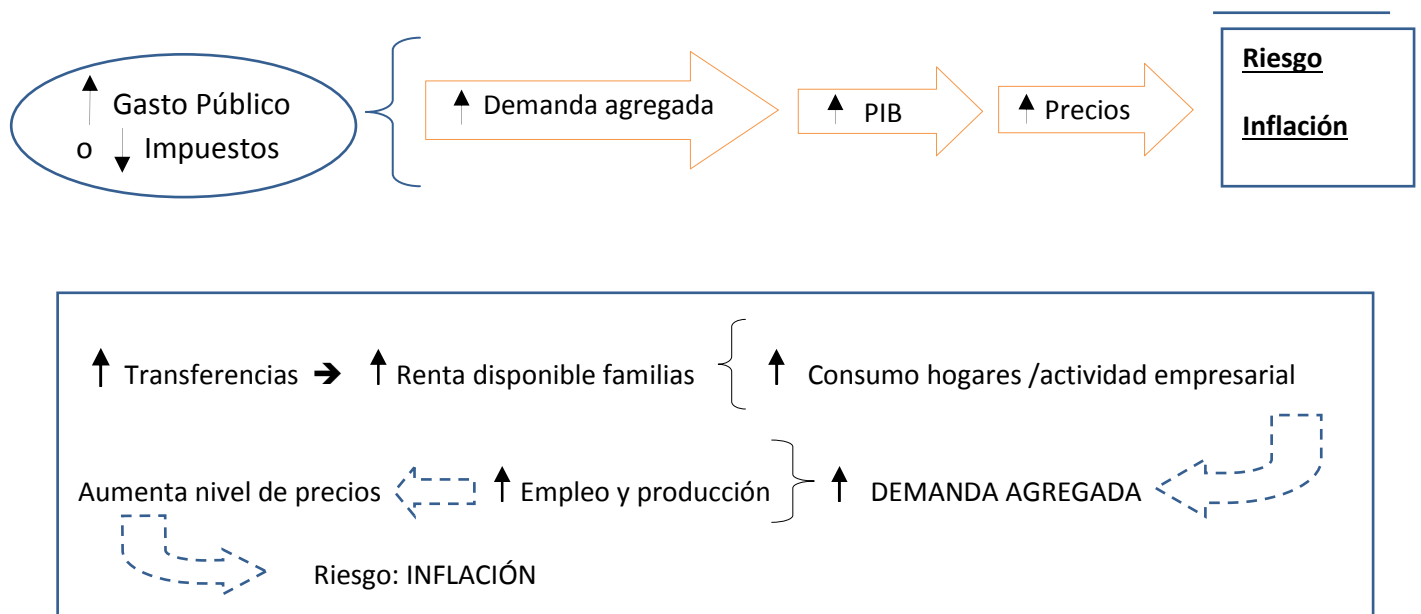 Gasto Público
o Impuestos
Demanda agregada
PIB
Precios
Riesgo
Inflación
Transferencias ➔ Renta disponible familias Consumo hogares /actividad empresarial
Aumenta nivel de precios Empleo y producción DEMANDA AGREGADA
Riesgo: INFLACIÓN